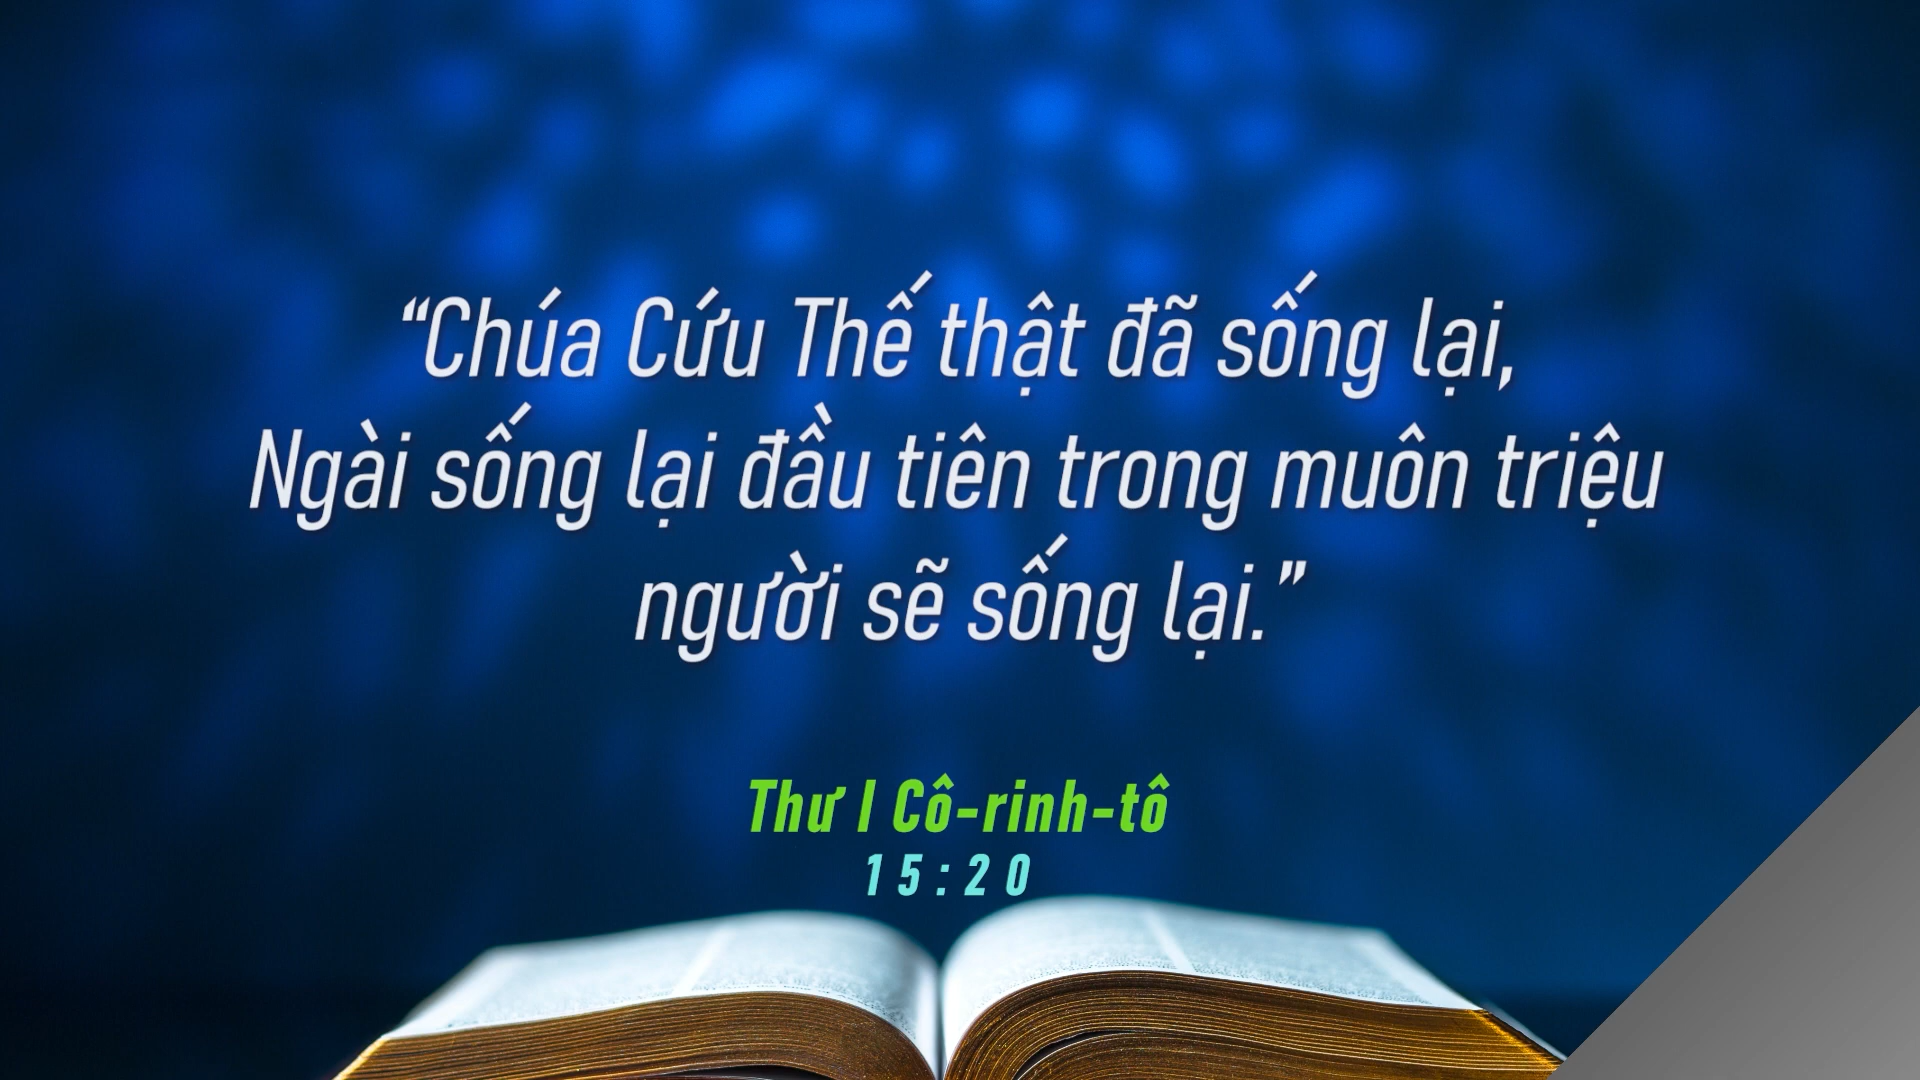 “Chúa Cứu Thế thật đã sống lại,
Ngài sống lại đầu tiên trong muôn triệu
người sẽ sống lại.”
Thư I Cô-rinh-tô
15:20